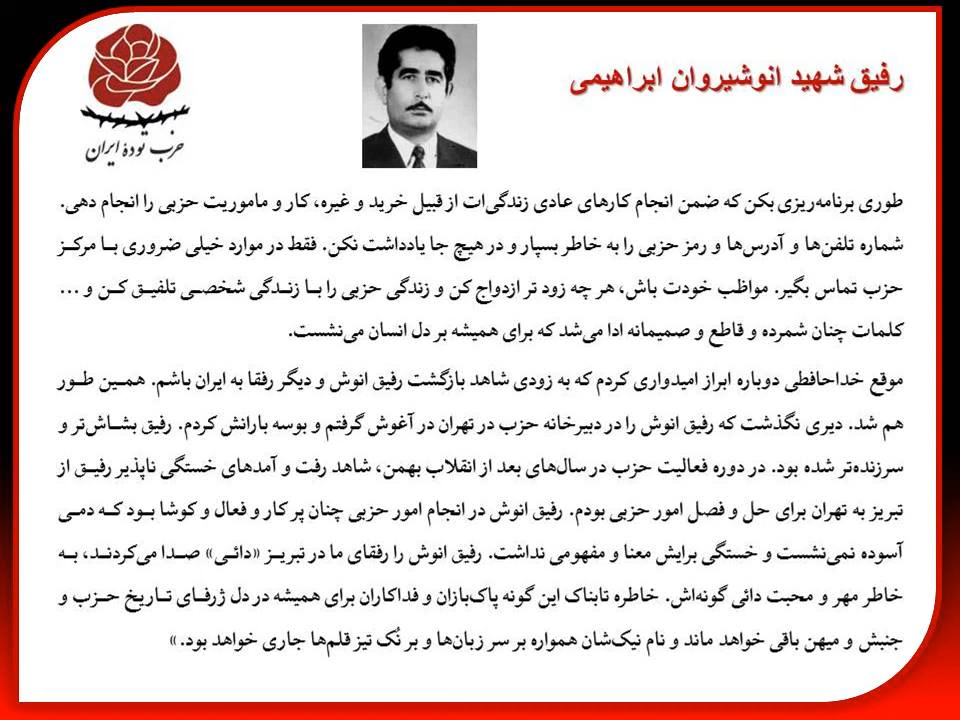 رفیق شهید انوشیروان ابراهیمی
حزب تودهٔ ایران
طوری برنامه‌ریزی بکن که ضمن انجام کارهای عادی زندگی‌ات از قبیل خرید و غیره، کار و ماموریت حزبی را انجام دهی.
شماره تلفن‌ها و آدرس‌ها و رمز حزبی را به خاطر بسپار و در هیچ جا یادداشت نکن. فقط در موارد خیلی ضروری با مرکز
حزب تماس بگیر. مواظب خودت باش، هر چه زود تر ازدواج کن و زندگی حزبی را با زندگی شخصی تلفیق کن و ...
کلمات چنان شمرده و قاطع و صمیمانه ادا می‌شد که برای همیشه بر دل انسان می‌نشست.
موقع خداحافطی دوباره ابراز امیدواری کردم که به زودی شاهد بازگشت رفیق انوش و دیگر رفقا به ایران باشم. همین طور
هم شد. دیری نگذشت که رفیق انوش را در دبیرخانه حزب در تهران در آغوش گرفتم و بوسه بارانش کردم. رفیق بشاش‌تر و
سرزنده‌تر شده بود. در دوره فعالیت حزب در سال‌های بعد از انقلاب بهمن، شاهد رفت و آمدهای خستگی ناپذیر رفیق از
تبریز به تهران برای حل و فصل امور حزبی بودم. رفیق انوش در انجام امور حزبی چنان پر کار و فعال و کوشا بود که دمی
آسوده نمی‌نشست و خستگی برایش معنا و مفهومی نداشت. رفیق انوش را رفقای ما در تبریز «دائی» صدا می‌کردند، به
خاطر مهر و محبت دائی گونه‌اش. خاطره تابناک این گونه پاک‌بازان و فداکاران برای همیشه در دل ژرفای تاریخ حزب و
جنبش و میهن باقی خواهد ماند و نام نیک‌شان همواره بر سر زبان‌ها و بر نُک تیز قلم‌ها جاری خواهد بود.»